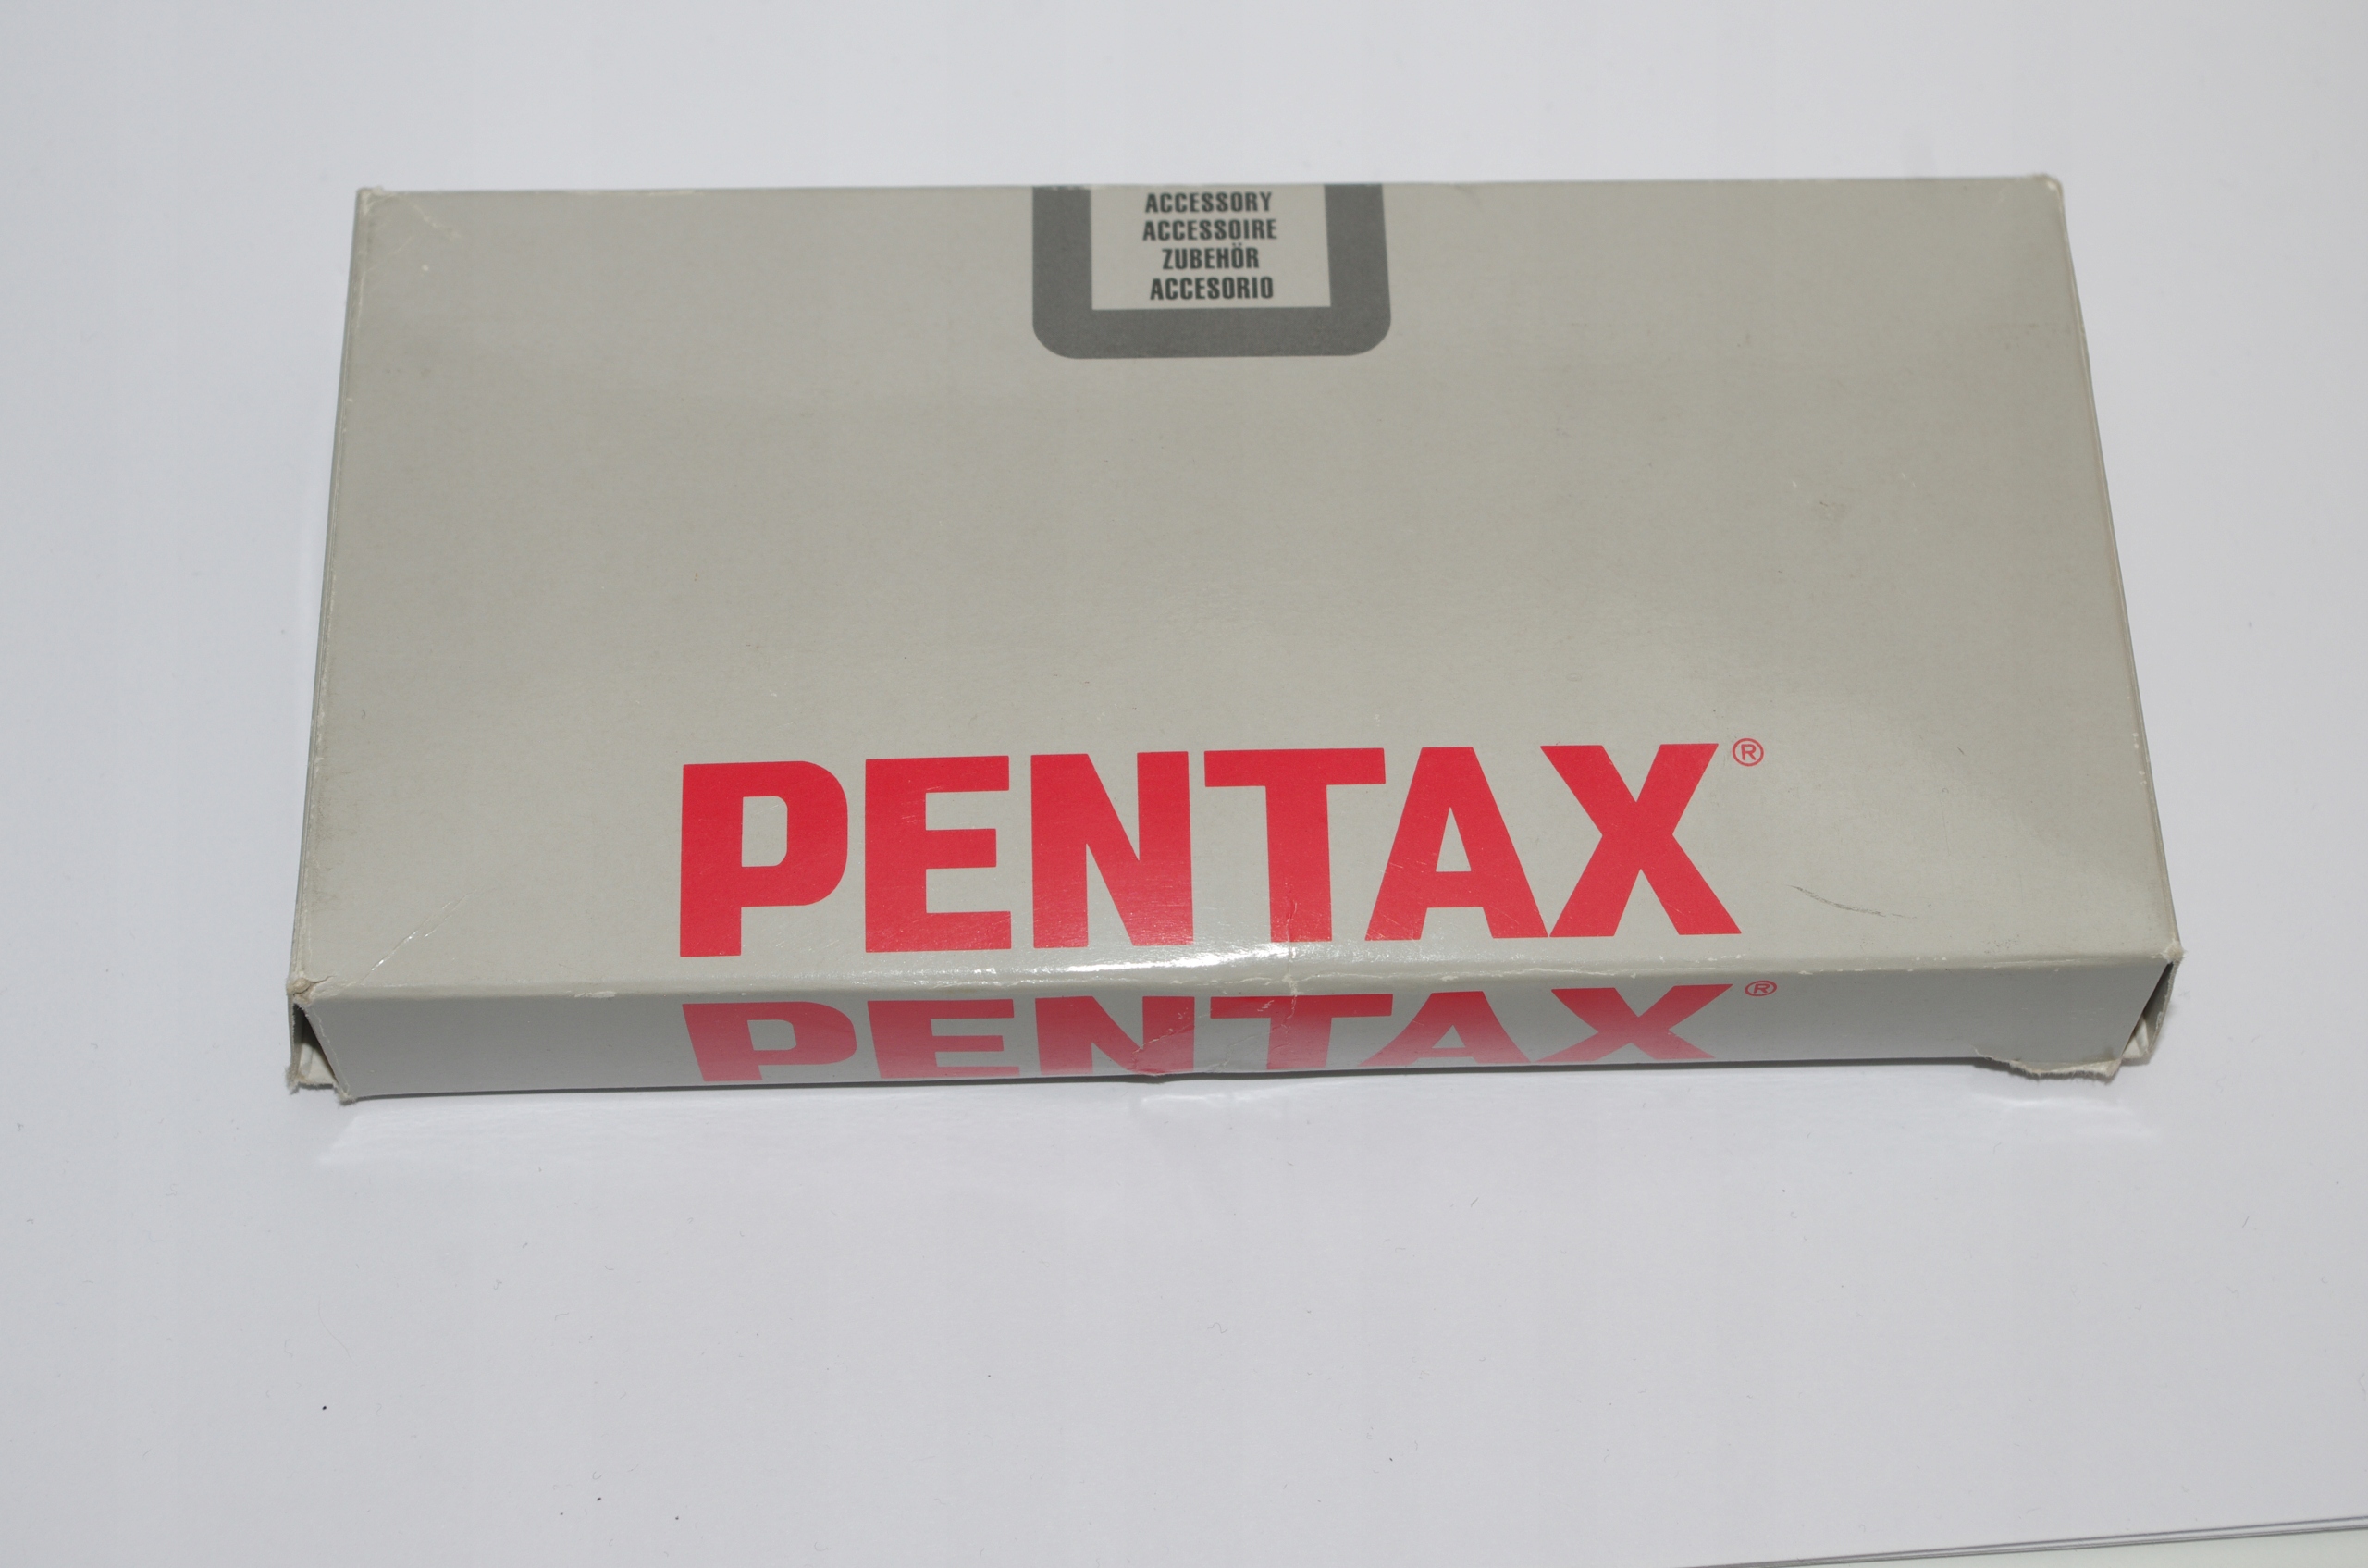 ACCESSORY
ACCESSOIRE
ZUBEHÖR
ACCESORIO
PENTAX®
PENTAX®